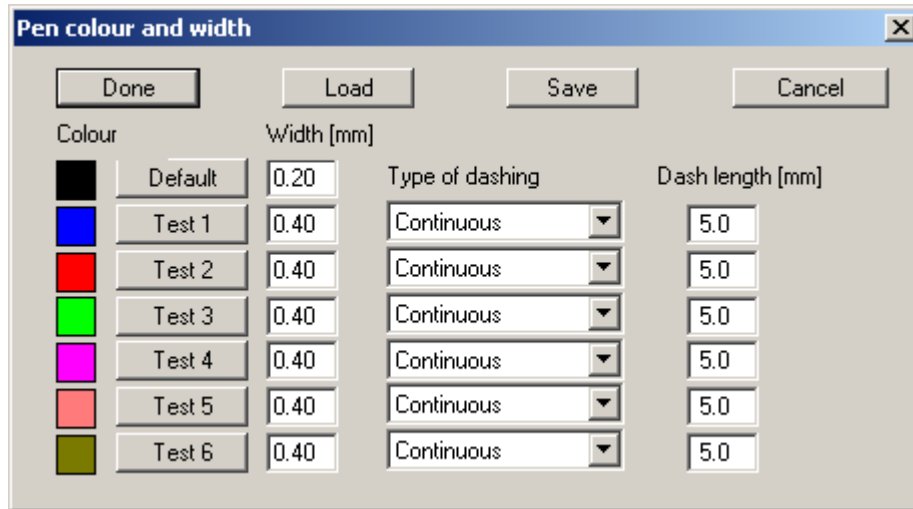 Pen colour and width
Done Load Save Cancel
Colour Width [mm]
Default 0.20 Type of dashing Dash length [mm]
Test 1 0.40 Continuous 5.0
Test 2 0.40 Continuous 5.0
Test 3 0.40 Continuous 5.0
Test 4 0.40 Continuous 5.0
Test 5 0.40 Continuous 5.0
Test 6 0.40 Continuous 5.0